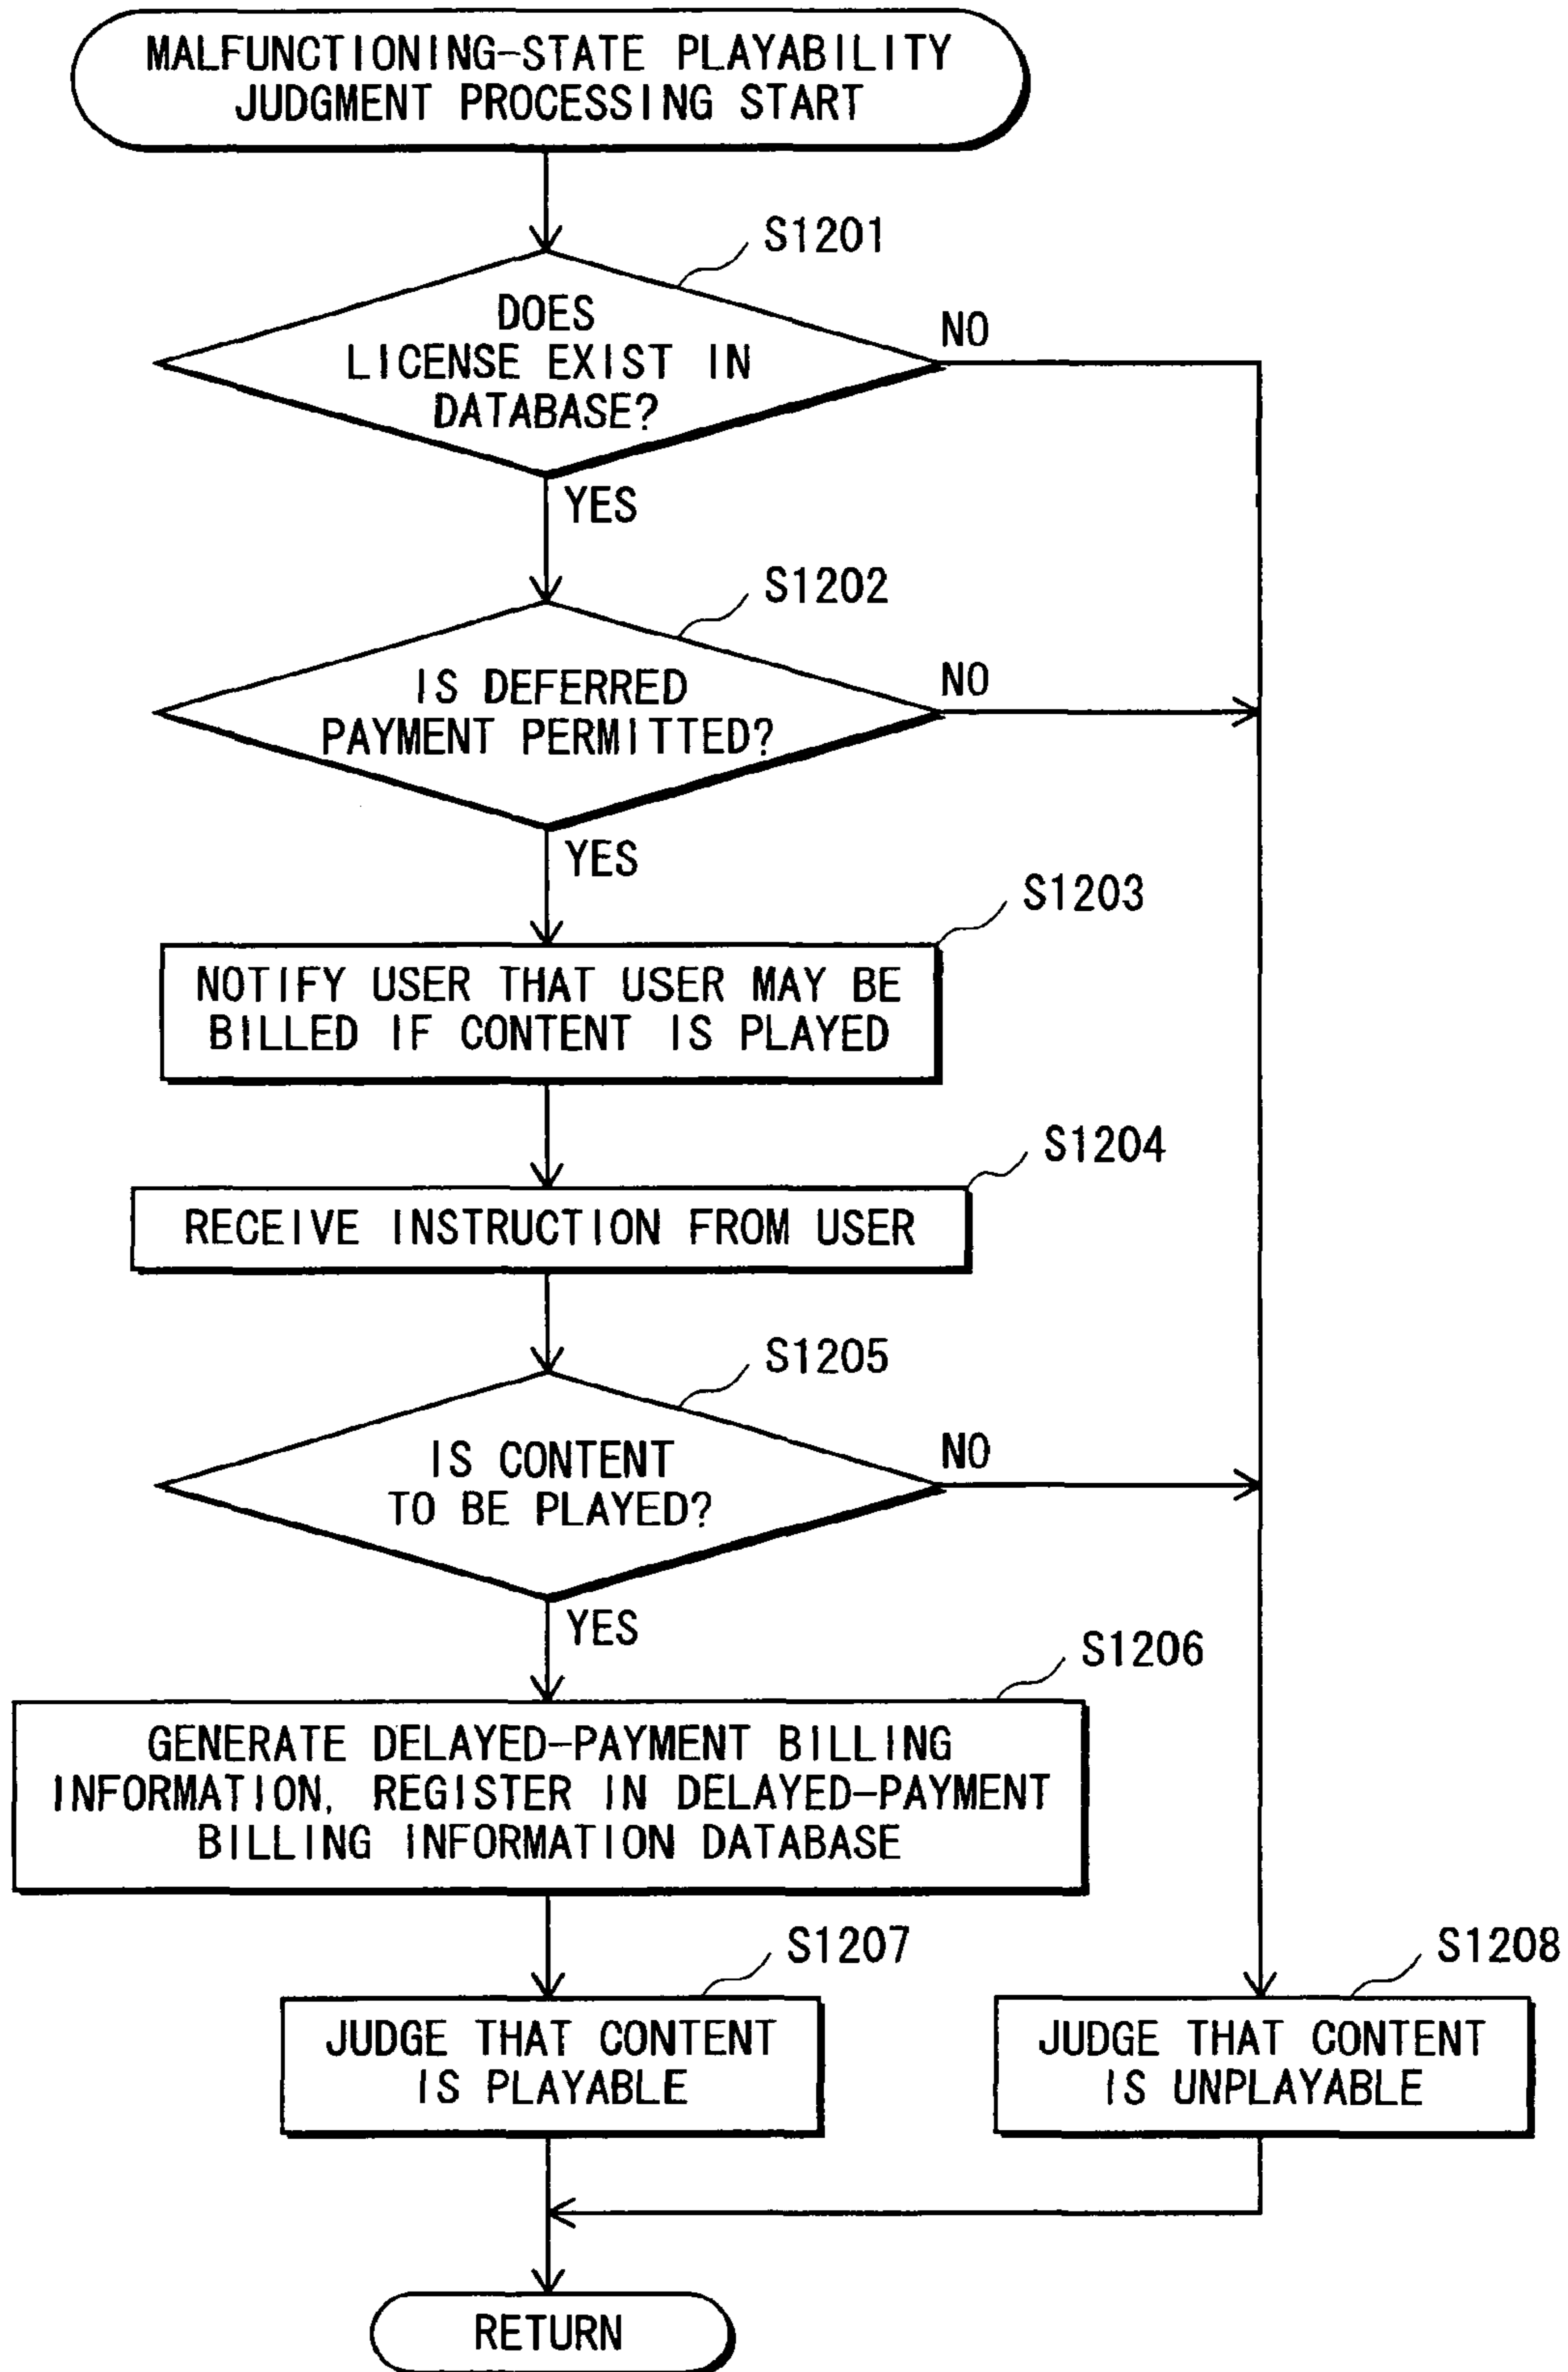 MALFUNCTIONING-STATE PLAYABILITY
JUDGMENT PROCESSING START
S1201
DOES
LICENSE EXIST IN
DATABASE?
NO
YES
S1202
IS DEFERRED
PAYMENT PERMITTED?
NO
YES
S1203
NOTIFY USER THAT USER MAY BE
BILLED IF CONTENT IS PLAYED
S1204
RECEIVE INSTRUCTION FROM USER
S1205
IS CONTENT
TO BE PLAYED?
NO
YES
S1206
GENERATE DELAYED-PAYMENT BILLING
INFORMATION, REGISTER IN DELAYED-PAYMENT
BILLING INFORMATION DATABASE
S1207
JUDGE THAT CONTENT
IS PLAYABLE
S1208
JUDGE THAT CONTENT
IS UNPLAYABLE
RETURN